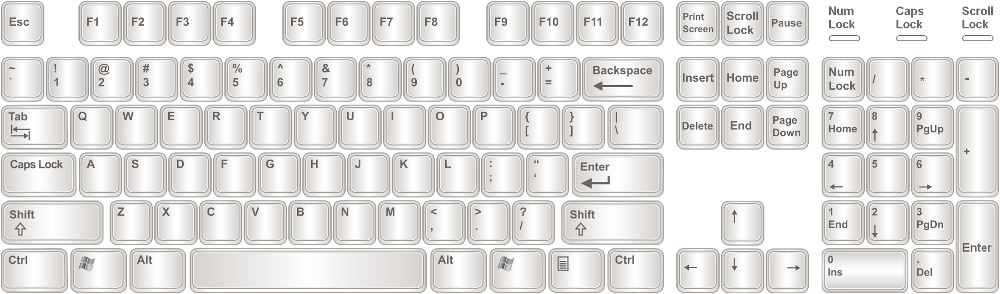 Esc F1 F2 F3 F4 F5 F6 F7 F8 F9 F10 F11 F12 Print Screen Scroll Lock Pause Num Lock Caps Lock Scroll Lock
~ ! @ # $ % ^ & * ( ) _ + Backspace Insert Home Page Up Num Lock / * -
` 1 2 3 4 5 6 7 8 9 0 - =
Tab Q W E R T Y U I O P { } | Delete End Page Down 7 Home 8 9 PgUp +
[ ] \
Caps Lock A S D F G H J K L : “ Enter 4 5 6
; ‘
Shift Z X C V B N M < > ? Shift 1 End 2 3 PgDn Enter
, . /
Ctrl Alt Alt Ctrl 0 Ins . Del